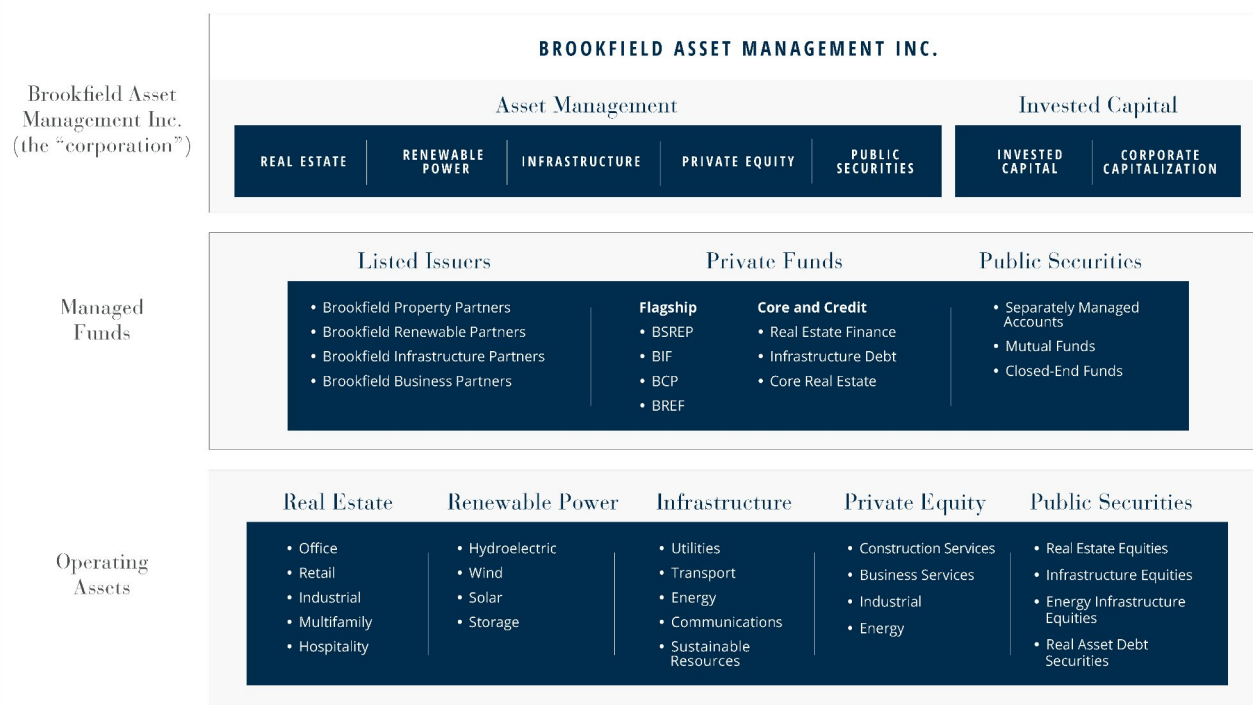 BROOKFIELD ASSET MANAGEMENT INC.
Brookfield Asset
Management Inc.
(the “corporation”)
Asset Management
REAL ESTATE
RENEWABLE
POWER
INFRASTRUCTURE
PRIVATE EQUITY
PUBLIC
SECURITIES
Invested Capital
INVESTED
CAPITAL
CORPORATE
CAPITALIZATION
Managed
Funds
Listed Issuers
• Brookfield Property Partners
• Brookfield Renewable Partners
• Brookfield Infrastructure Partners
• Brookfield Business Partners
Private Funds
Flagship
• BSREP
• BIF
• BCP
• BREF
Core and Credit
• Real Estate Finance
• Infrastructure Debt
• Core Real Estate
Public Securities
• Separately Managed
Accounts
• Mutual Funds
• Closed-End Funds
Operating
Assets
Real Estate
• Office
• Retail
• Industrial
• Multifamily
• Hospitality
Renewable Power
• Hydroelectric
• Wind
• Solar
• Storage
Infrastructure
• Utilities
• Transport
• Energy
• Communications
• Sustainable
Resources
Private Equity
• Construction Services
• Business Services
• Industrial
• Energy
Public Securities
• Real Estate Equities
• Infrastructure Equities
• Energy Infrastructure
Equities
• Real Asset Debt
Securities